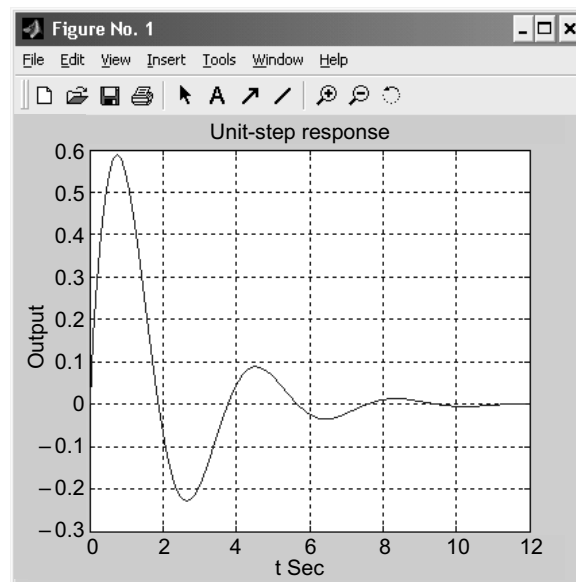 Figure No. 1
File Edit View Insert Tools Window Help
A
Unit-step response
0.6
0.5
0.4
0.3
0.2
0.1
0
–0.1
–0.2
–0.3
Output
0 2 4 6 8 10 12
t Sec